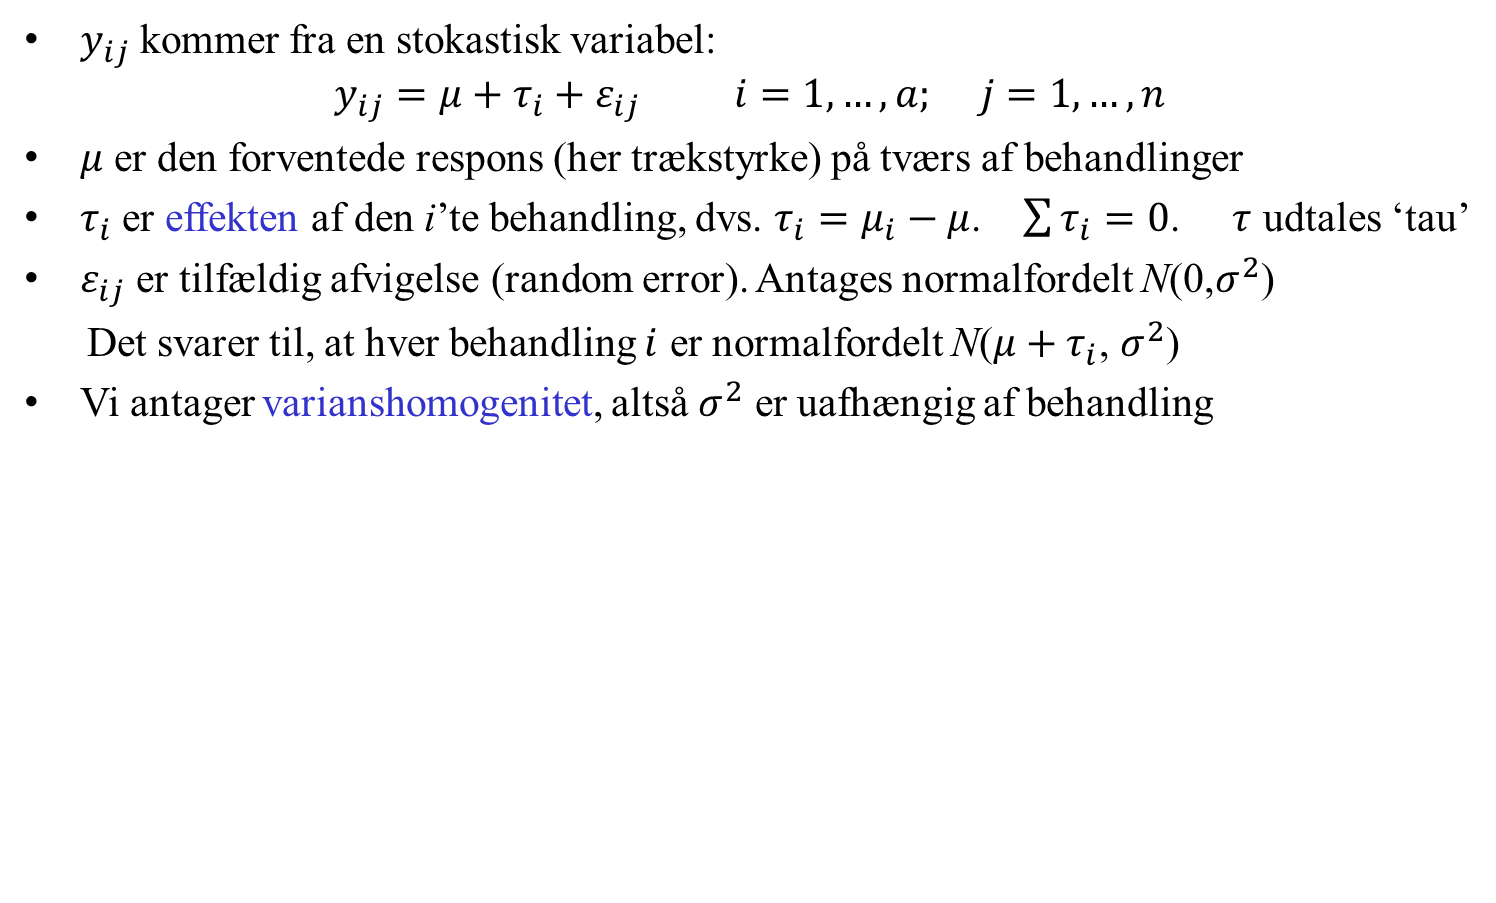 • y_ij kommer fra en stokastisk variabel:
y_ij = μ + τ_i + ε_ij i = 1, … , a; j = 1, … , n
• μ er den forventede respons (her trækstyrke) på tværs af behandlinger
• τ_i er effekten af den i’te behandling, dvs. τ_i = μ_i − μ. ∑ τ_i = 0. τ udtales ‘tau’
• ε_ij er tilfældig afvigelse (random error). Antages normalfordelt N(0,σ²)
Det svarer til, at hver behandling i er normalfordelt N(μ + τ_i, σ²)
• Vi antager varianshomogenitet, altså σ² er uafhængig af behandling